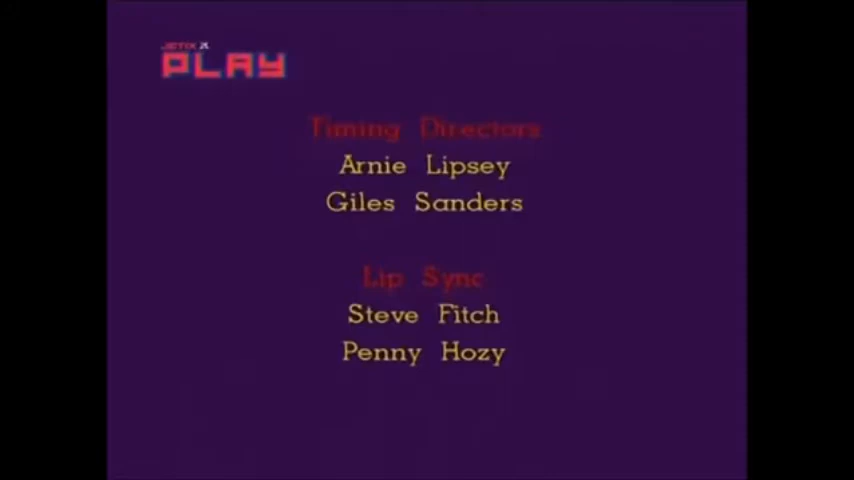 JETIX
PLAY
Timing Directors
Arnie Lipsey
Giles Sanders
Lip Sync
Steve Fitch
Penny Hozy